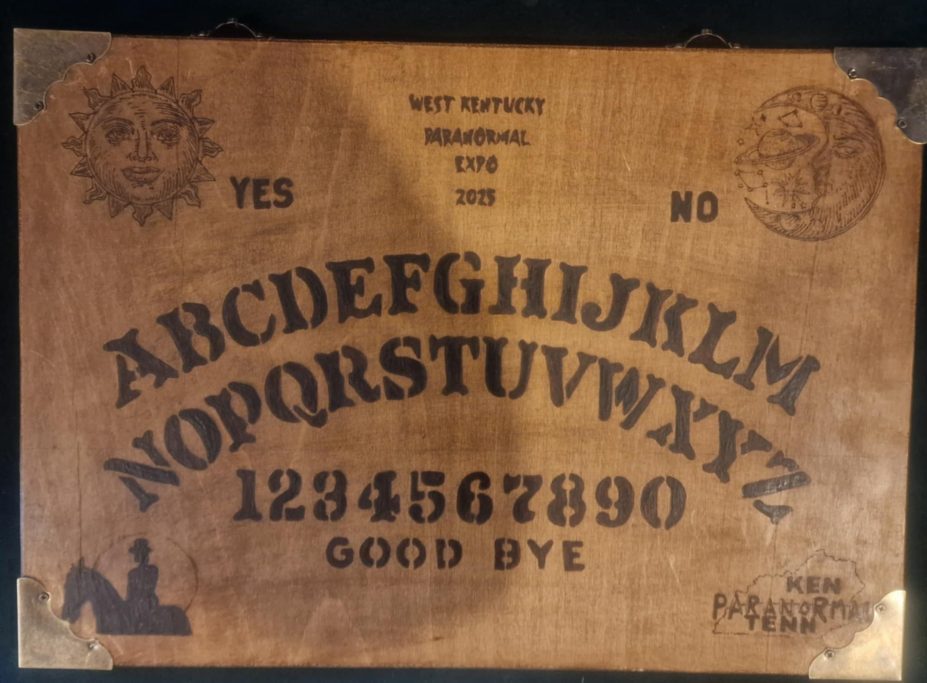 WEST KENTUCKY
PARANORMAL
EXPO
2025
YES
NO
ABCDEFGHIJKLM
NOPQRSTUVWXYZ
1234567890
GOOD BYE
KEN
PARANORMAL
TENN